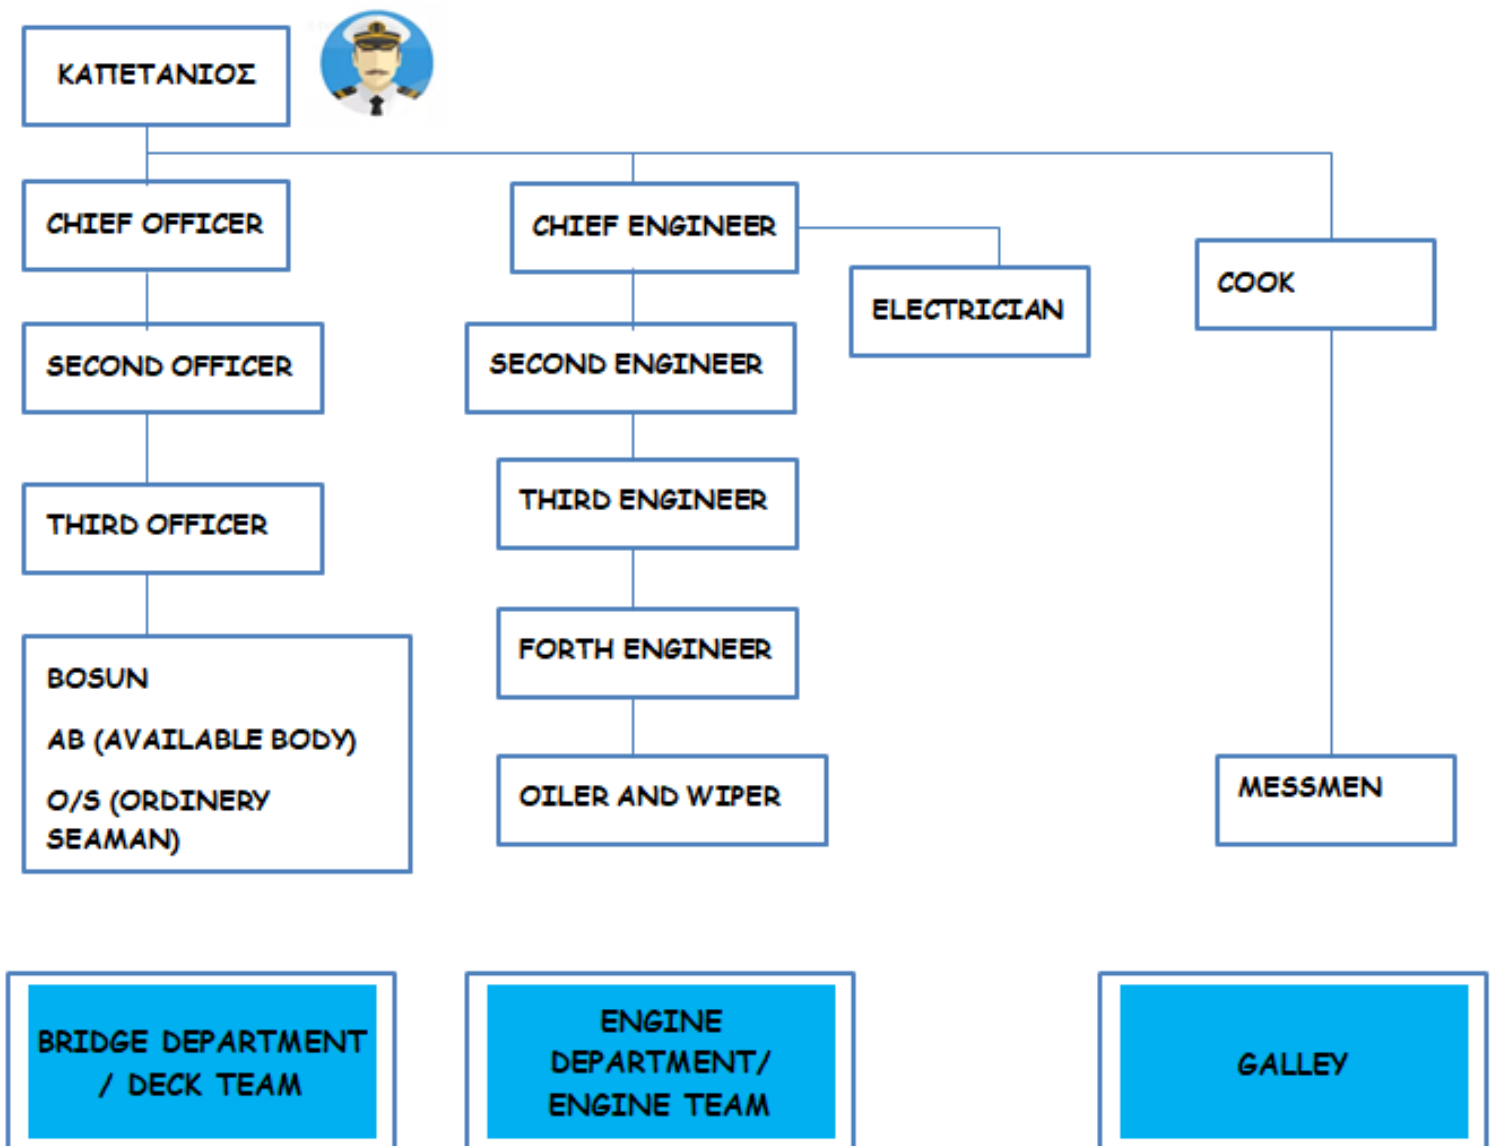 ΚΑΠΕΤΑΝΙΟΣ
CHIEF OFFICER
SECOND OFFICER
THIRD OFFICER
BOSUN
AB (AVAILABLE BODY)
O/S (ORDINERY
SEAMAN)
CHIEF ENGINEER
ELECTRICIAN
SECOND ENGINEER
THIRD ENGINEER
FORTH ENGINEER
OILER AND WIPER
COOK
MESSMEN
BRIDGE DEPARTMENT
/ DECK TEAM
ENGINE
DEPARTMENT/
ENGINE TEAM
GALLEY